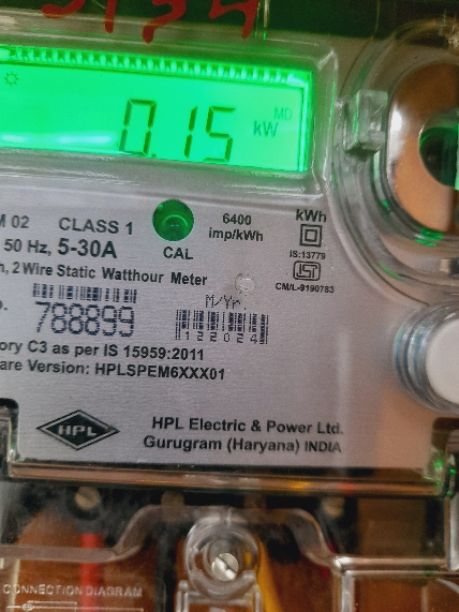 MD
0.15 kW
M 02 CLASS 1
6400
imp/kWh
kWh
50 Hz, 5-30A
CAL
IS:13779
h, 2 Wire Static Watthour Meter
CM/L-9190783
M/Yr.
788899
122024
ory C3 as per IS 15959:2011
are Version: HPLSPEM6XXX01
HPL
HPL Electric & Power Ltd.
Gurugram (Haryana) INDIA
CONNECTION DIAGRAM